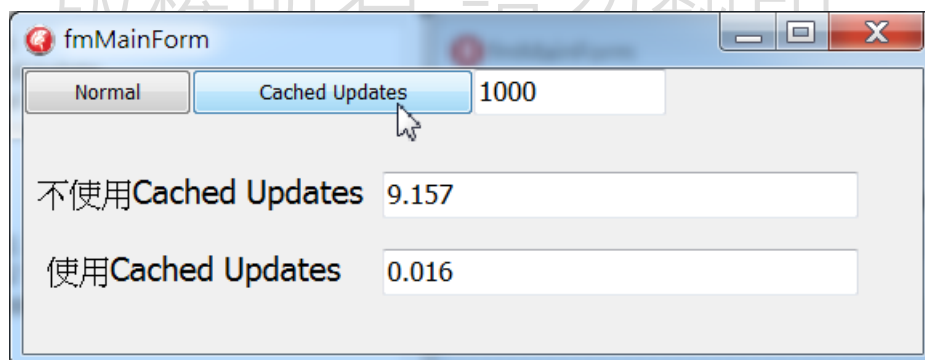 fmMainForm
Normal Cached Updates 1000
不使用Cached Updates 9.157
使用Cached Updates 0.016